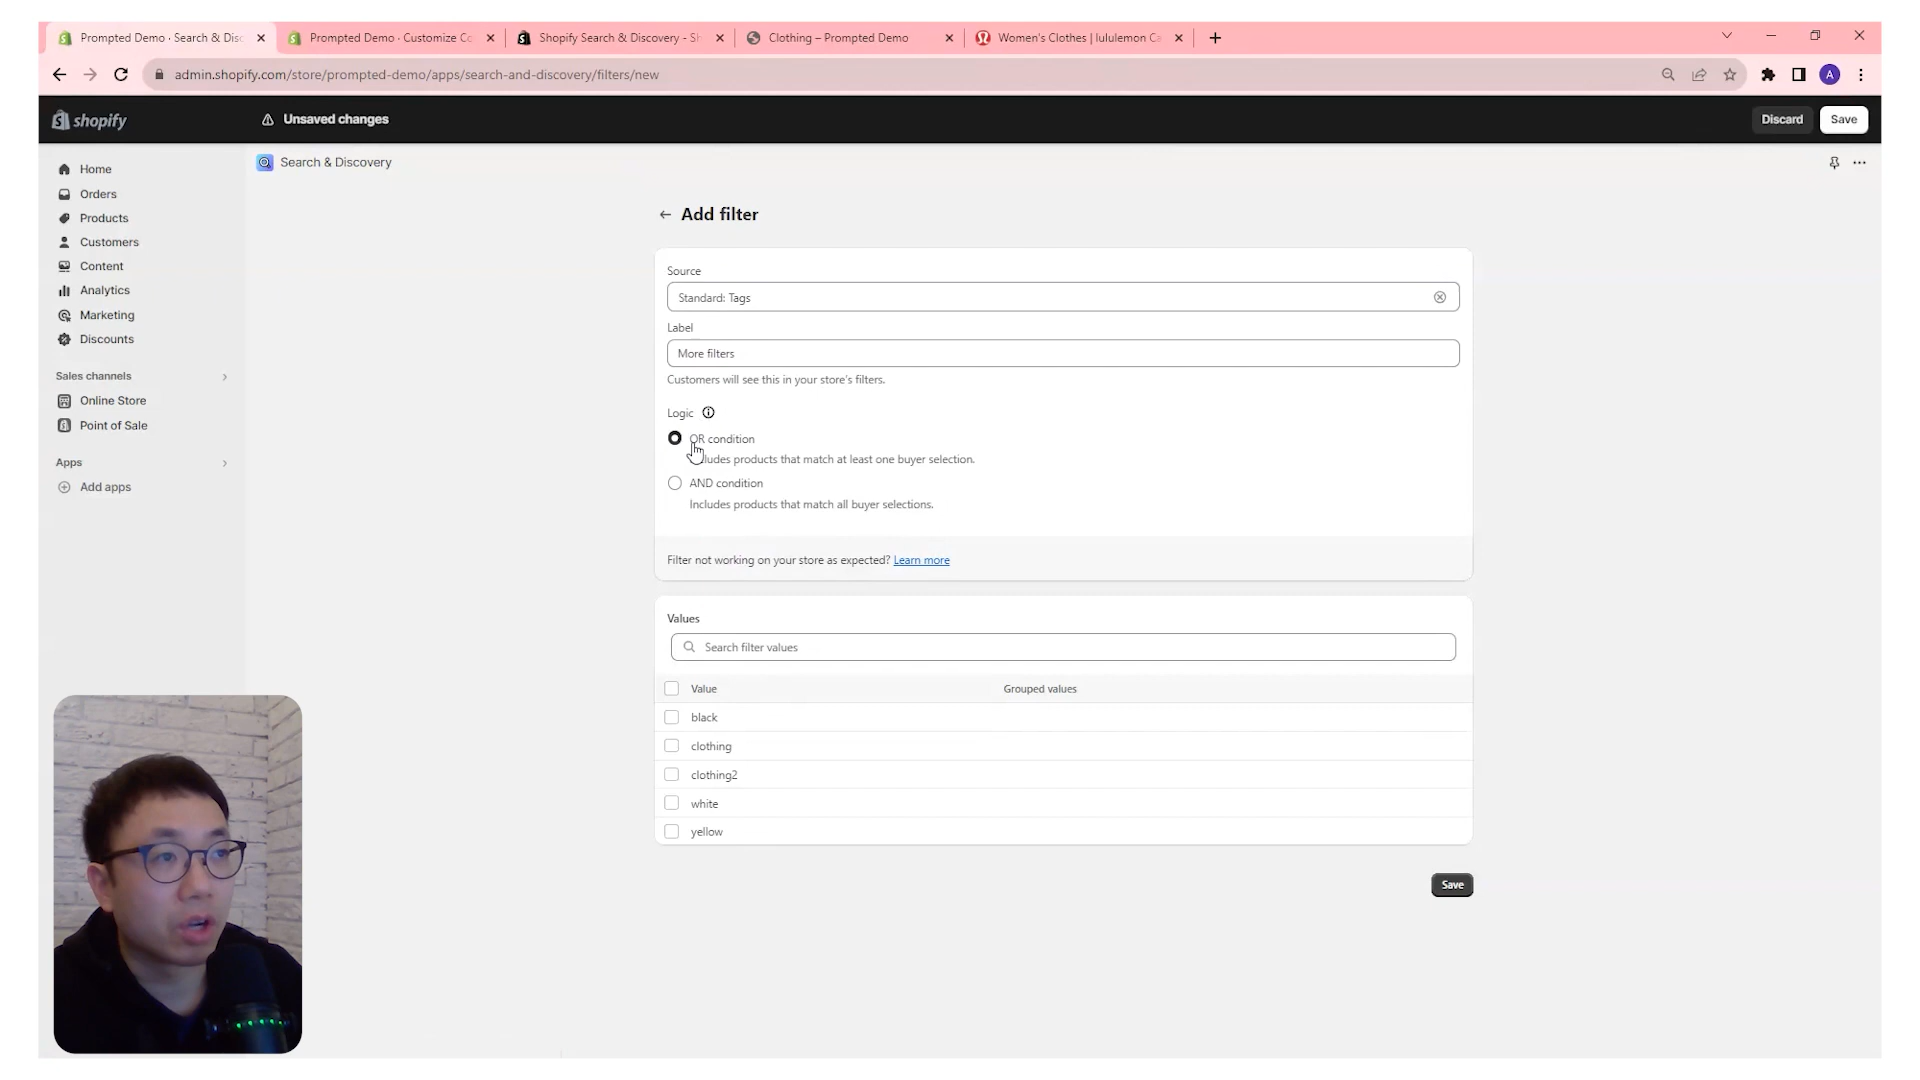 Prompted Demo · Search & Disc
Prompted Demo · Customize Co
Shopify Search & Discovery - Sh
Clothing – Prompted Demo
Women's Clothes | lululemon Ca
admin.shopify.com/store/prompted-demo/apps/search-and-discovery/filters/new
A
shopify
Unsaved changes
Discard
Save
Home
Orders
Products
Customers
Content
Analytics
Marketing
Discounts
Sales channels
Online Store
Point of Sale
Apps
Add apps
Search & Discovery
Add filter
Source
Standard: Tags
Label
More filters
Customers will see this in your store's filters.
Logic
OR condition
ludes products that match at least one buyer selection.
AND condition
Includes products that match all buyer selections.
Filter not working on your store as expected? Learn more
Values
Search filter values
Value Grouped values
black
clothing
clothing2
white
yellow
Save